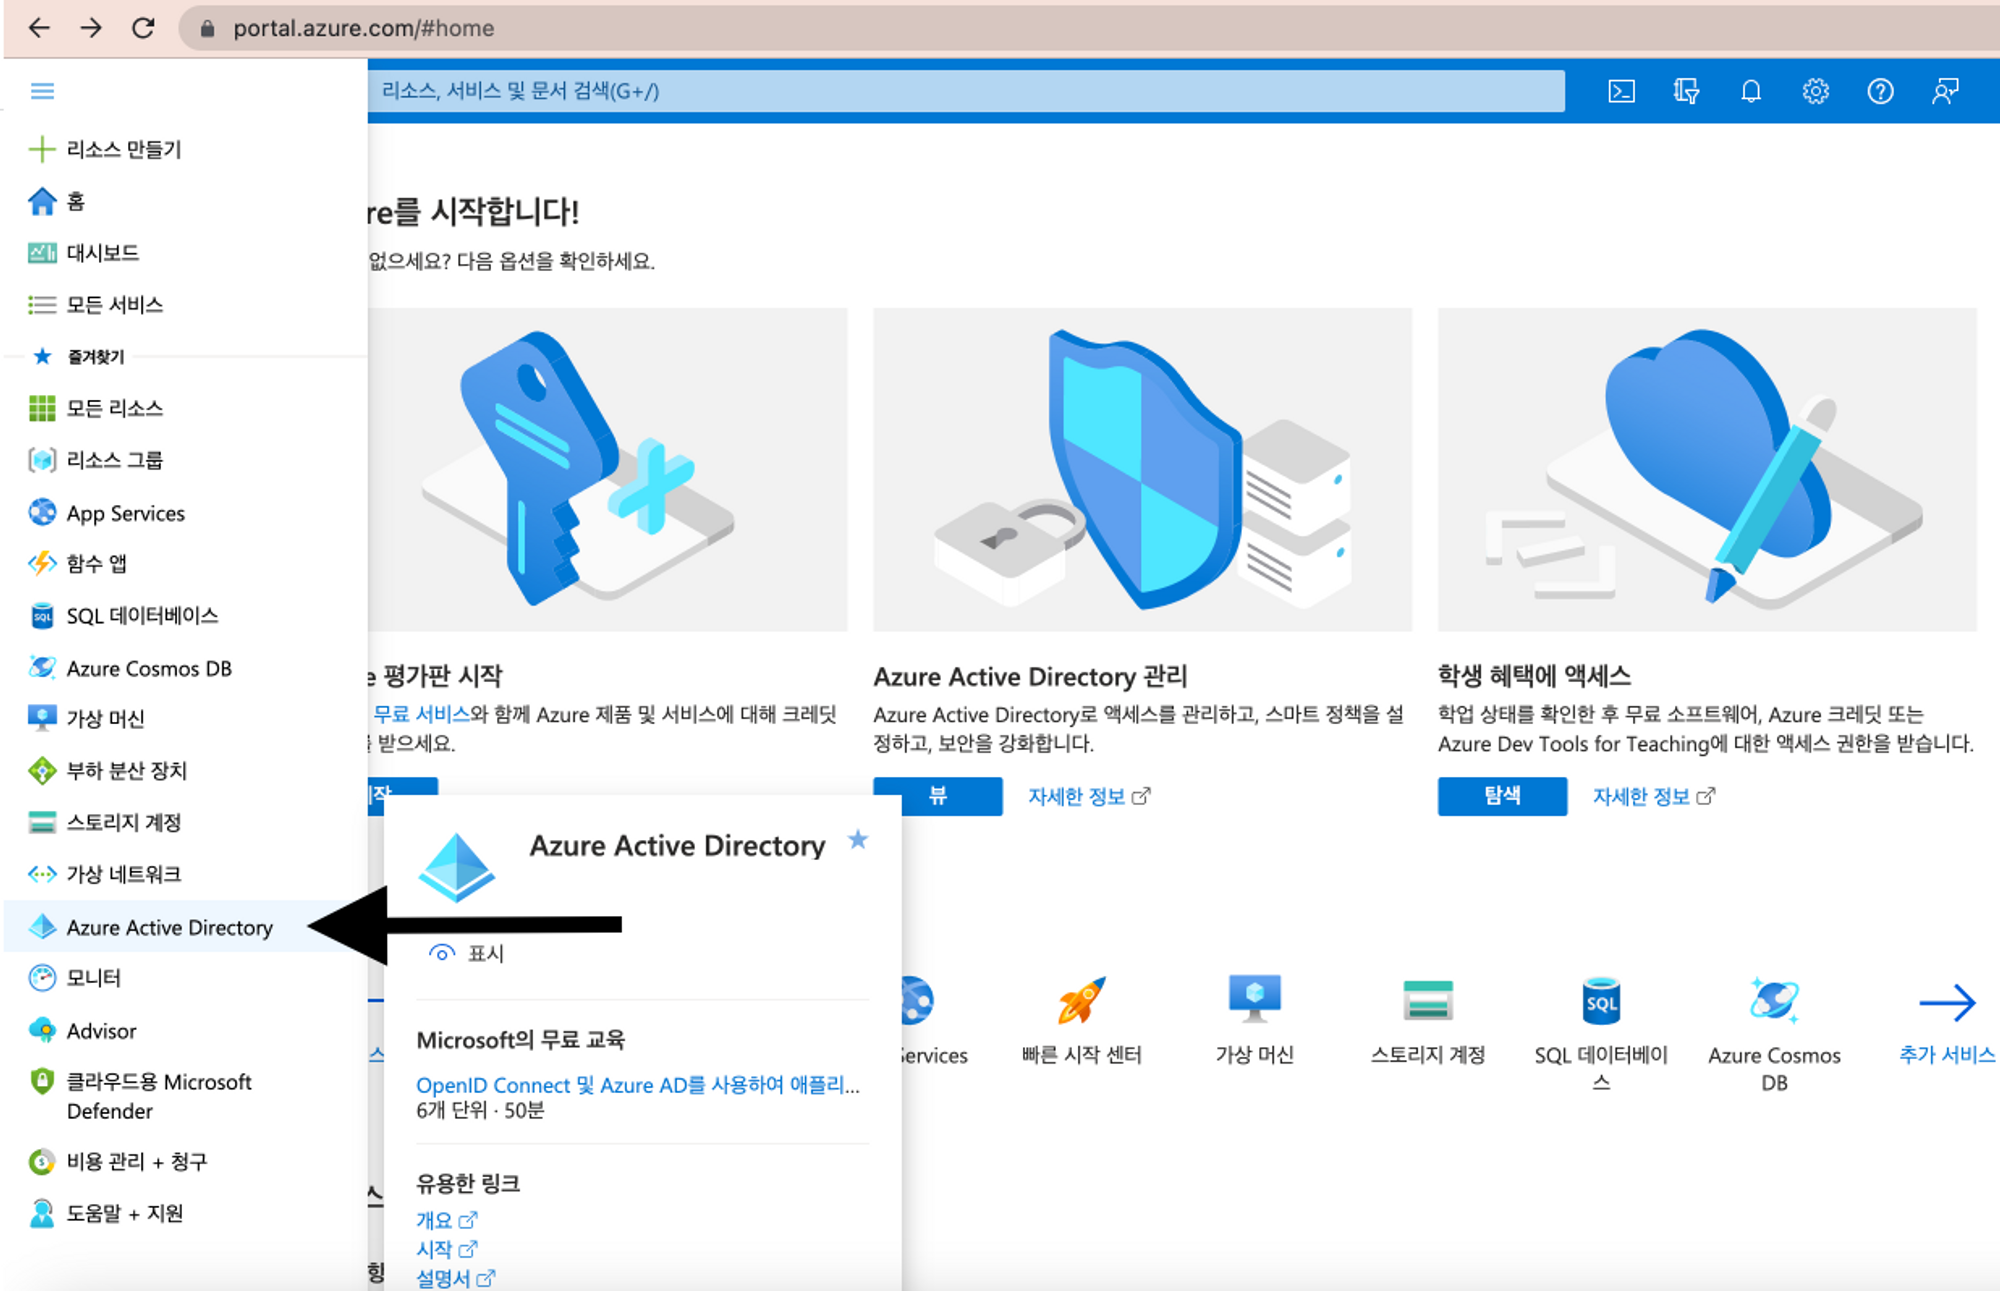 portal.azure.com/#home
리소스, 서비스 및 문서 검색(G+/)
리소스 만들기
홈
대시보드
모든 서비스
즐겨찾기
모든 리소스
리소스 그룹
App Services
함수 앱
SQL 데이터베이스
Azure Cosmos DB
가상 머신
부하 분산 장치
스토리지 계정
가상 네트워크
Azure Active Directory
모니터
Advisor
클라우드용 Microsoft
Defender
비용 관리 + 청구
도움말 + 지원
re를 시작합니다!
없으세요? 다음 옵션을 확인하세요.
e 평가판 시작
무료 서비스와 함께 Azure 제품 및 서비스에 대해 크레딧
받으세요.
작
Azure Active Directory 관리
Azure Active Directory로 액세스를 관리하고, 스마트 정책을 설
정하고, 보안을 강화합니다.
뷰
자세한 정보
학생 혜택에 액세스
학업 상태를 확인한 후 무료 소프트웨어, Azure 크레딧 또는
Azure Dev Tools for Teaching에 대한 액세스 권한을 받습니다.
탐색
자세한 정보
Azure Active Directory
표시
Microsoft의 무료 교육
OpenID Connect 및 Azure AD를 사용하여 애플리...
6개 단위 · 50분
유용한 링크
개요
시작
설명서
스
SQL
Services
빠른 시작 센터
가상 머신
스토리지 계정
SQL 데이터베이
스
Azure Cosmos
DB
추가 서비스
스
항